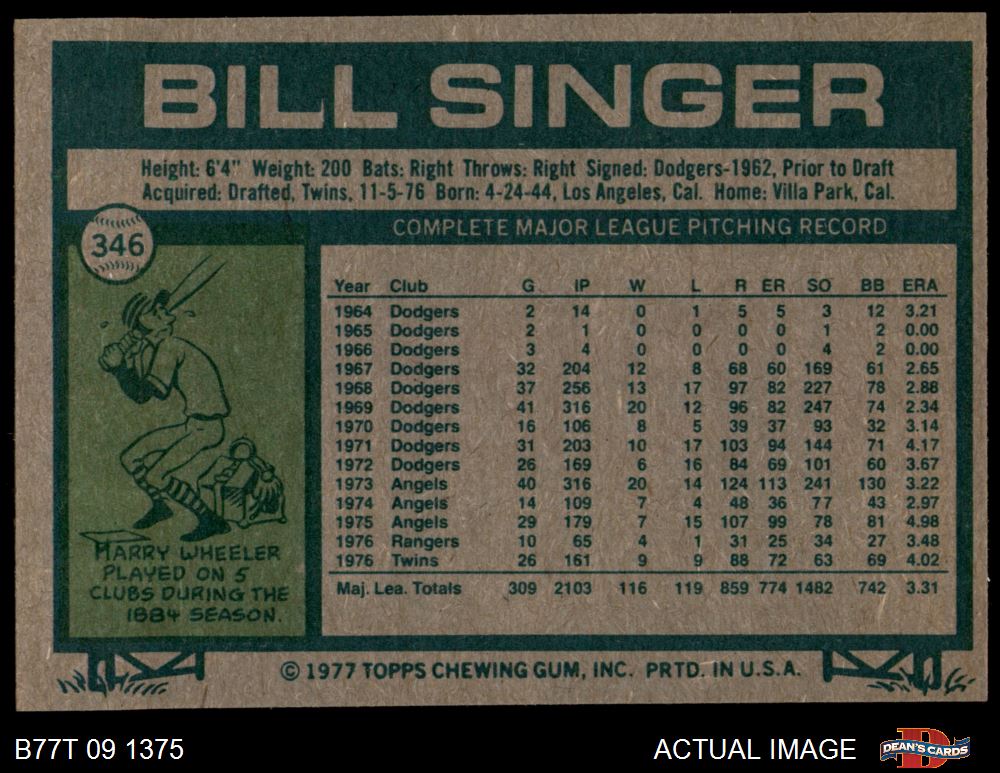 BILL SINGER
Height: 6'4" Weight: 200 Bats: Right Throws: Right Signed: Dodgers-1962, Prior to Draft
Acquired: Drafted, Twins, 11-5-76 Born: 4-24-44, Los Angeles, Cal. Home: Villa Park, Cal.
346
COMPLETE MAJOR LEAGUE PITCHING RECORD
Year Club G IP W L R ER SO BB ERA
1964 Dodgers 2 14 0 1 5 5 3 12 3.21
1965 Dodgers 2 1 0 0 0 0 1 2 0.00
1966 Dodgers 3 4 0 0 0 0 4 2 0.00
1967 Dodgers 32 204 12 8 68 60 169 61 2.65
1968 Dodgers 37 256 13 17 97 82 227 78 2.88
1969 Dodgers 41 316 20 12 96 82 247 74 2.34
1970 Dodgers 16 106 8 5 39 37 93 32 3.14
1971 Dodgers 31 203 10 17 103 94 144 71 4.17
1972 Dodgers 26 169 6 16 84 69 101 60 3.67
1973 Angels 40 316 20 14 124 113 241 130 3.22
1974 Angels 14 109 7 4 48 36 77 43 2.97
1975 Angels 29 179 7 15 107 99 78 81 4.98
1976 Rangers 10 65 4 1 31 25 34 27 3.48
1976 Twins 26 161 9 9 88 72 63 69 4.02
Maj. Lea. Totals 309 2103 116 119 859 774 1482 742 3.31
HARRY WHEELER
PLAYED ON 5
CLUBS DURING THE
1884 SEASON.
© 1977 TOPPS CHEWING GUM, INC. PRTD. IN U.S.A.
B77T 09 1375
ACTUAL IMAGE
DEAN'S CARDS